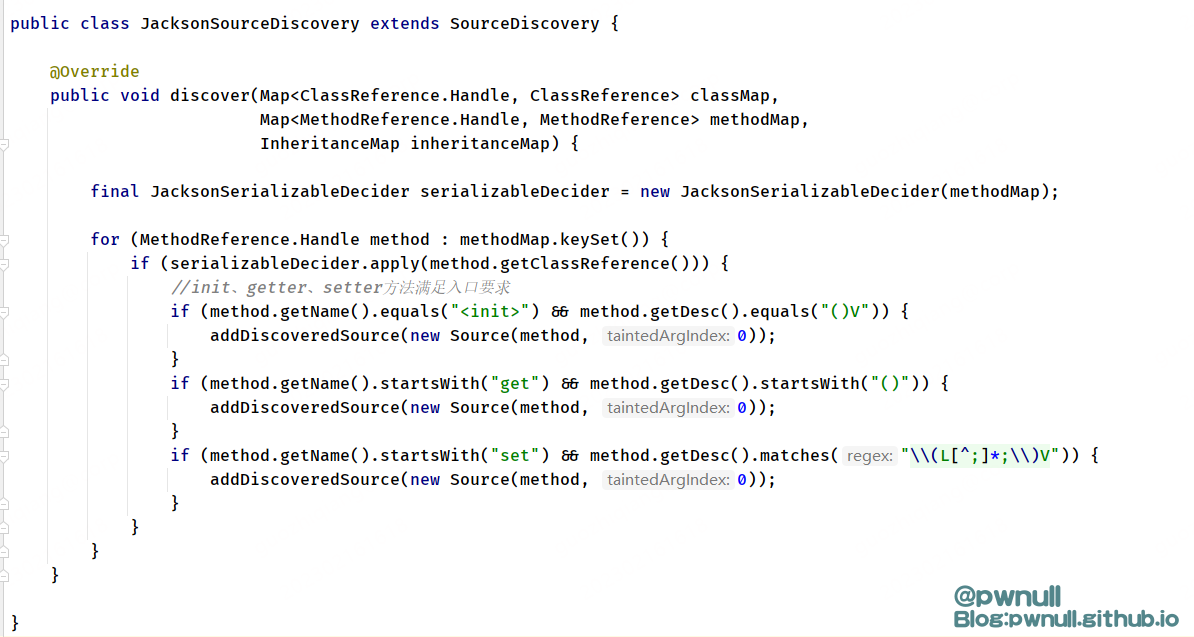 public class JacksonSourceDiscovery extends SourceDiscovery {
@Override
public void discover(Map<ClassReference.Handle, ClassReference> classMap,
Map<MethodReference.Handle, MethodReference> methodMap,
InheritanceMap inheritanceMap) {
final JacksonSerializableDecider serializableDecider = new JacksonSerializableDecider(methodMap);
for (MethodReference.Handle method : methodMap.keySet()) {
if (serializableDecider.apply(method.getClassReference())) {
//init、getter、setter方法满足入口要求
if (method.getName().equals("<init>") && method.getDesc().equals("()V")) {
addDiscoveredSource(new Source(method, taintedArgIndex: 0));
}
if (method.getName().startsWith("get") && method.getDesc().startsWith("()")) {
addDiscoveredSource(new Source(method, taintedArgIndex: 0));
}
if (method.getName().startsWith("set") && method.getDesc().matches( regex: "\\(L[^;]*;\\)V")) {
addDiscoveredSource(new Source(method, taintedArgIndex: 0));
}
}
}
}
}
@pwnull
Blog:pwnull.github.io